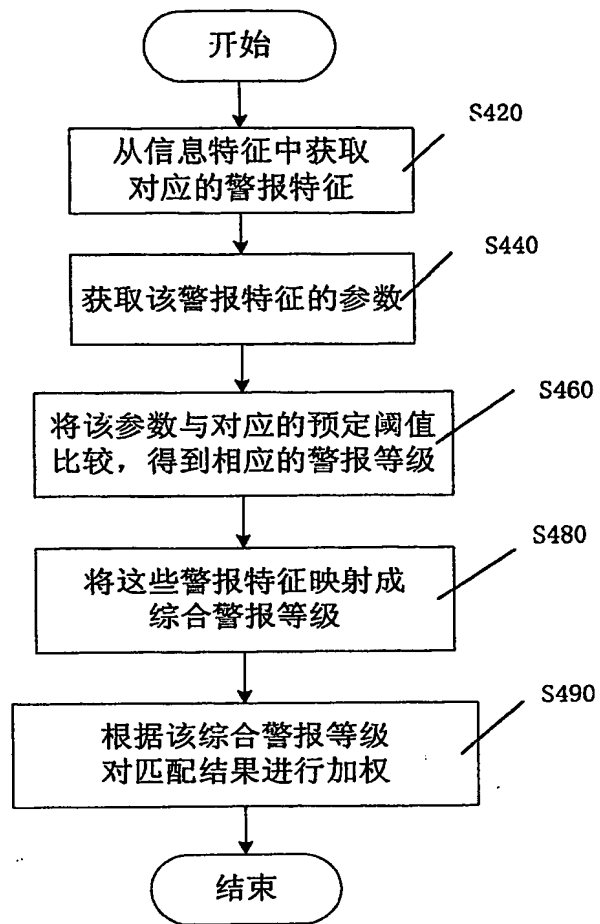 开始
S420
从信息特征中获取
对应的警报特征
S440
获取该警报特征的参数
S460
将该参数与对应的预定阈值
比较，得到相应的警报等级
S480
将这些警报特征映射成
综合警报等级
S490
根据该综合警报等级
对匹配结果进行加权
结束